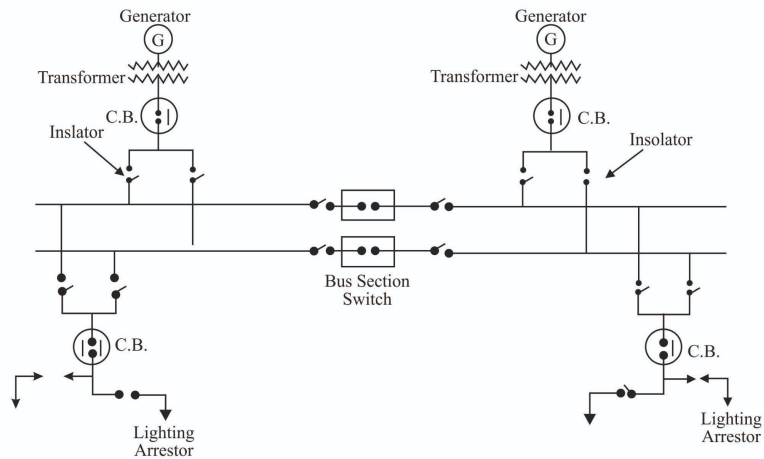 Generator
Generator
G
G
Transformer
Transformer
C.B.
C.B.
Inslator
Insolator
Bus Section
Switch
C.B.
C.B.
Lighting
Arrestor
Lighting
Arrestor